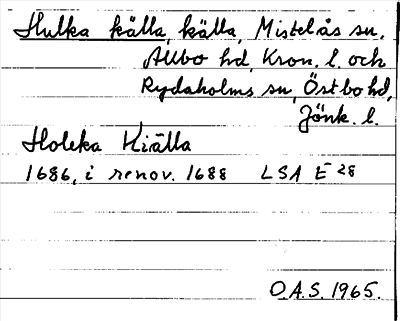 Hulka källa, källa, Mistelås sn,
Allbo hd, Kron. l. och
Rydaholms sn, Östbo hd,
Jönk. l.
Holeka Kiälla
1686, i renov. 1688 LSA E 28
O.A.S. 1965.